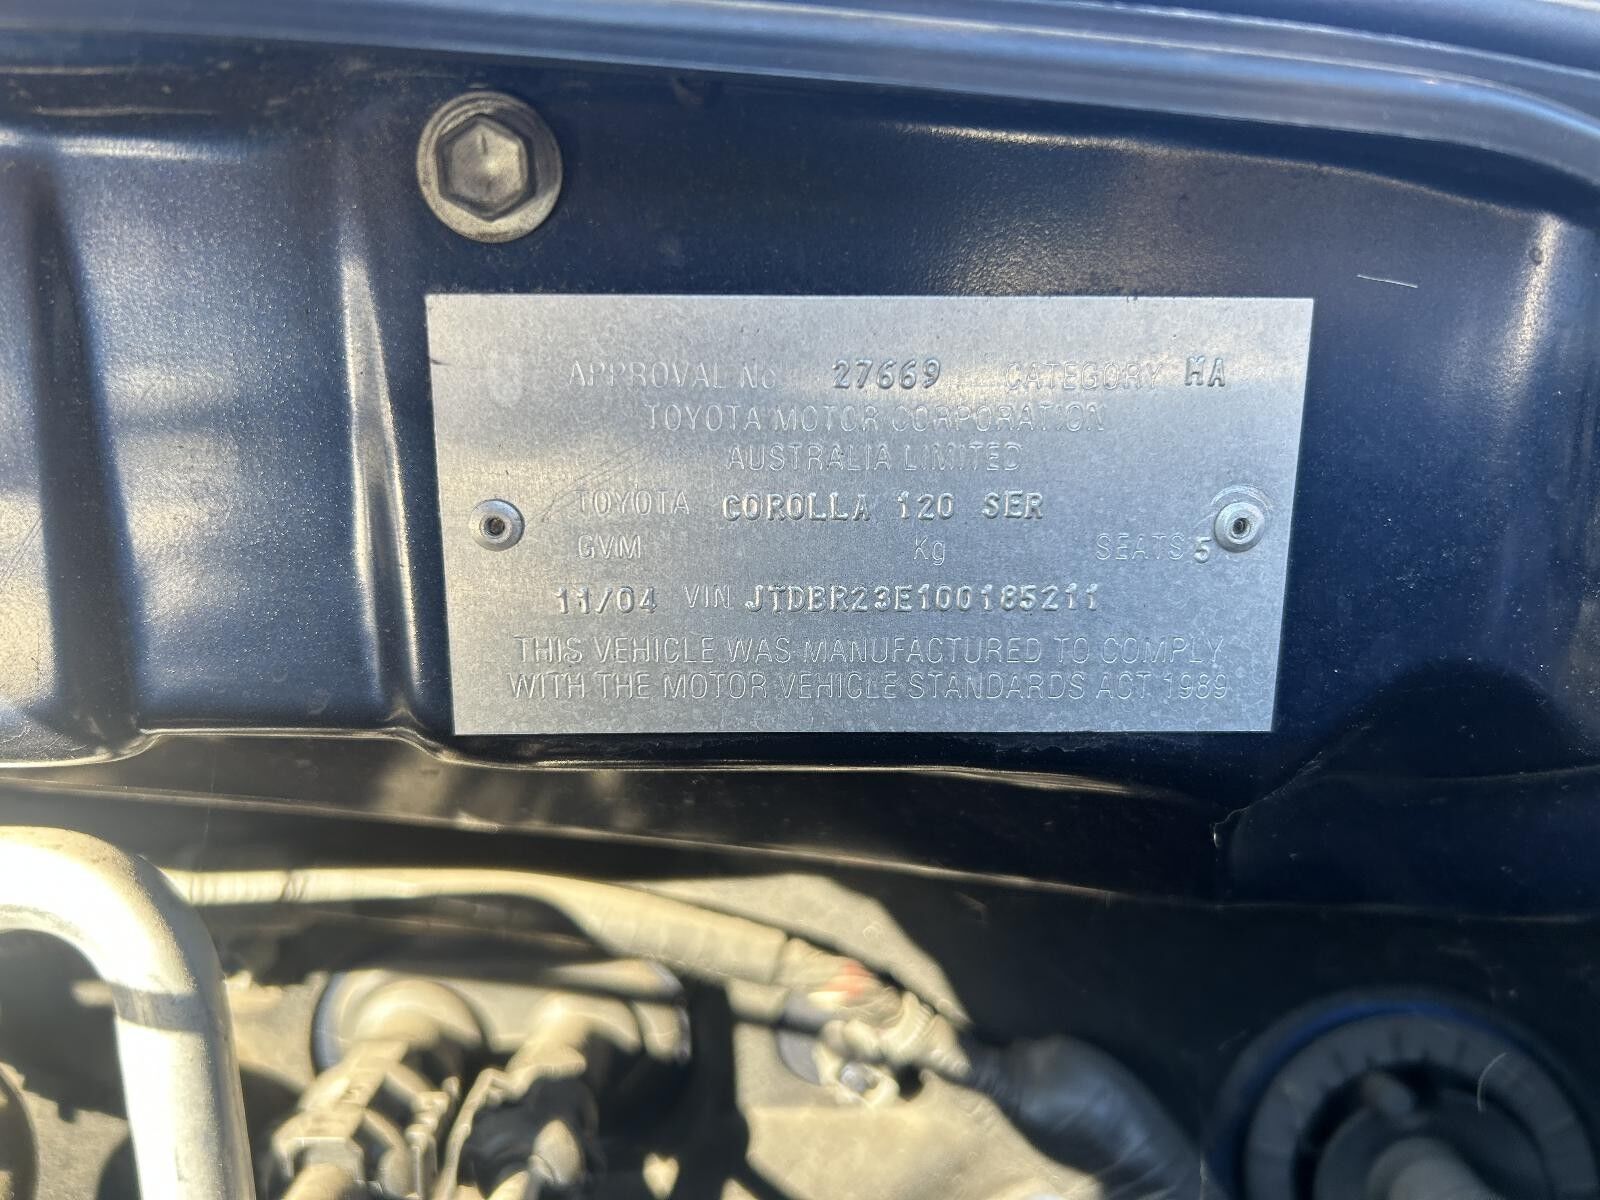 APPROVAL No 27669 CATEGORY MA
TOYOTA MOTOR CORPORATION
AUSTRALIA LIMITED
TOYOTA COROLLA 120 SER
GVM Kg SEATS 5
11/04 VIN JTDBR23E100185211
THIS VEHICLE WAS MANUFACTURED TO COMPLY
WITH THE MOTOR VEHICLE STANDARDS ACT 1989